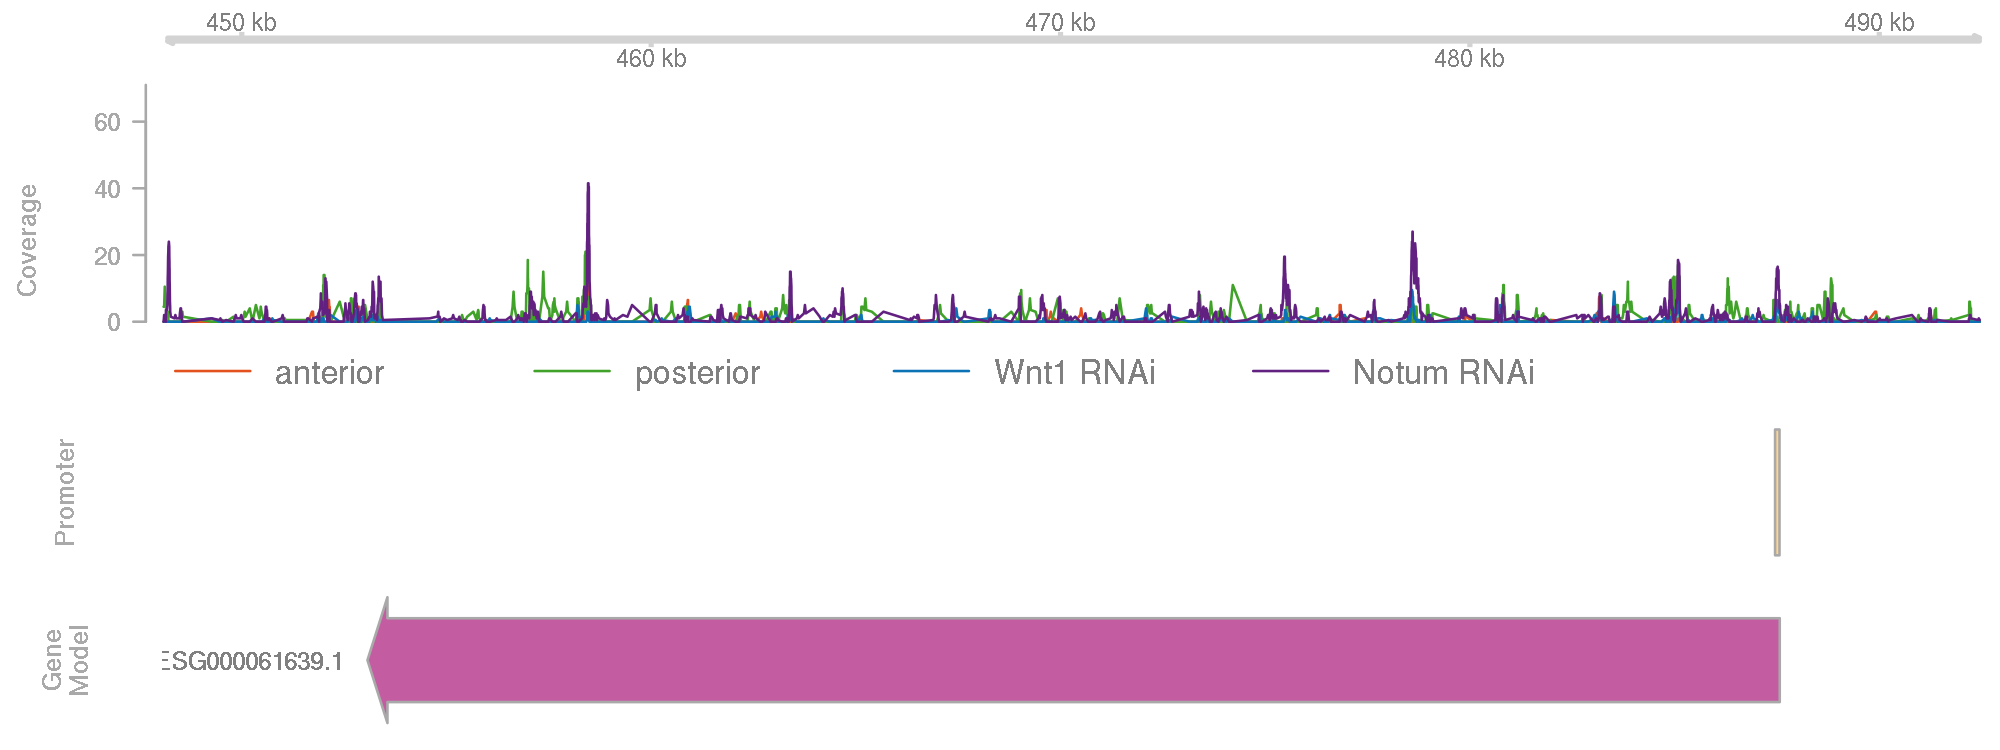 450 kb
470 kb
490 kb
460 kb
480 kb
Coverage
60
40
20
0
anterior
posterior
Wnt1 RNAi
Notum RNAi
Promoter
Gene
Model
ESG000061639.1